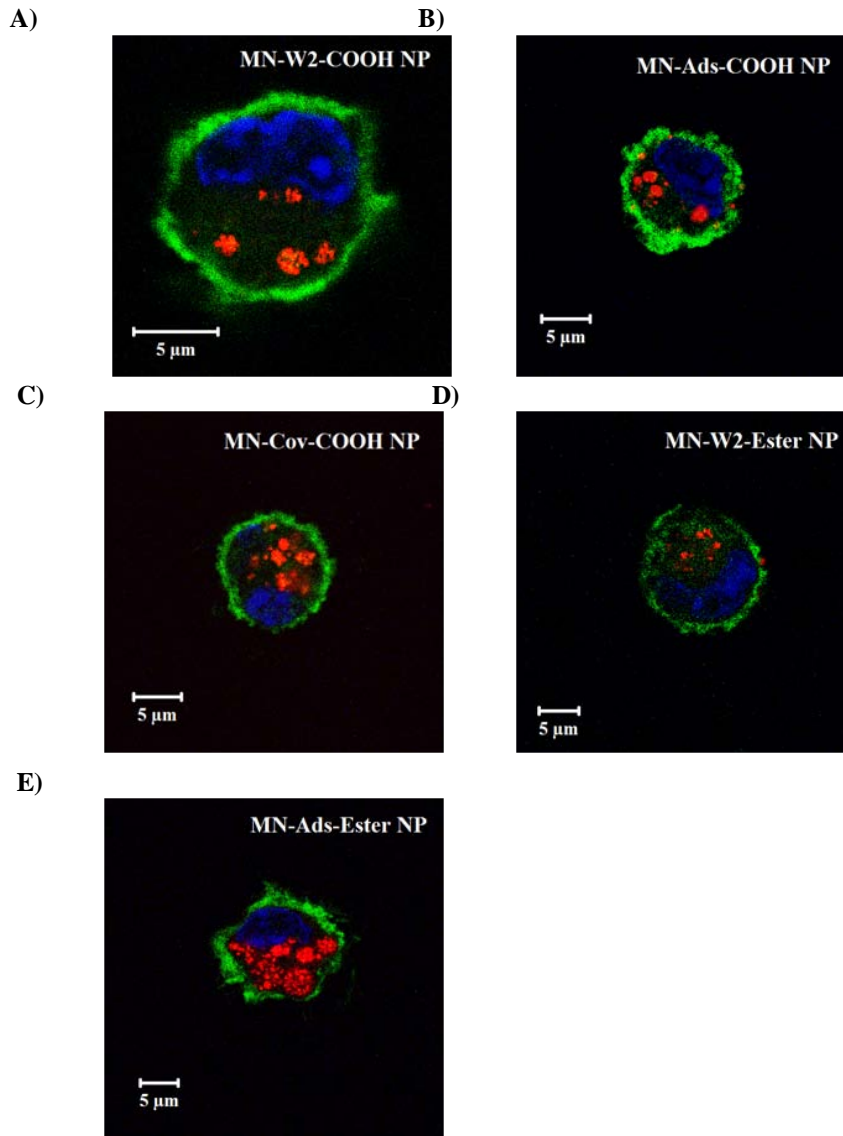 A)
B)
MN-W2-COOH NP
MN-Ads-COOH NP
5 µm
5 µm
C)
D)
MN-Cov-COOH NP
MN-W2-Ester NP
5 µm
5 µm
E)
MN-Ads-Ester NP
5 µm